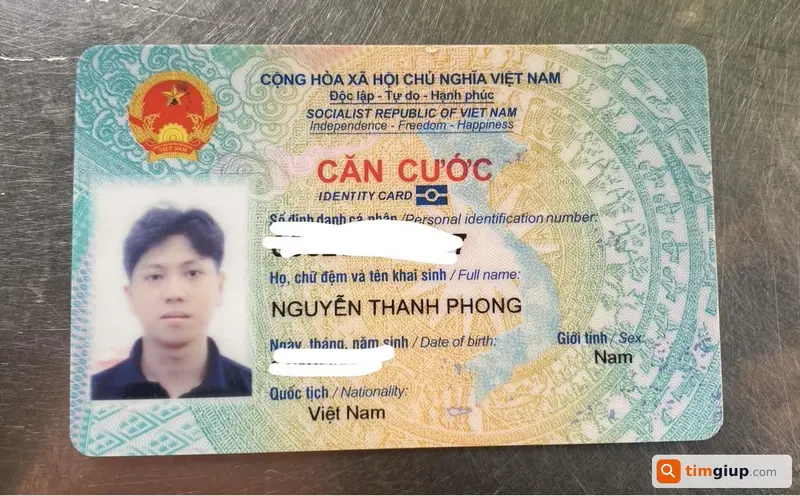 CỘNG HÒA XÃ HỘI CHỦ NGHĨA VIỆT NAM
Độc lập - Tự do - Hạnh phúc
SOCIALIST REPUBLIC OF VIET NAM
Independence - Freedom - Happiness
VIỆT NAM
CĂN CƯỚC
IDENTITY CARD
Số định danh cá nhân / Personal identification number:
Họ, chữ đệm và tên khai sinh / Full name:
NGUYỄN THANH PHONG
Ngày, tháng, năm sinh / Date of birth:
Giới tính / Sex:
Nam
Quốc tịch / Nationality:
Việt Nam
timgiup.com